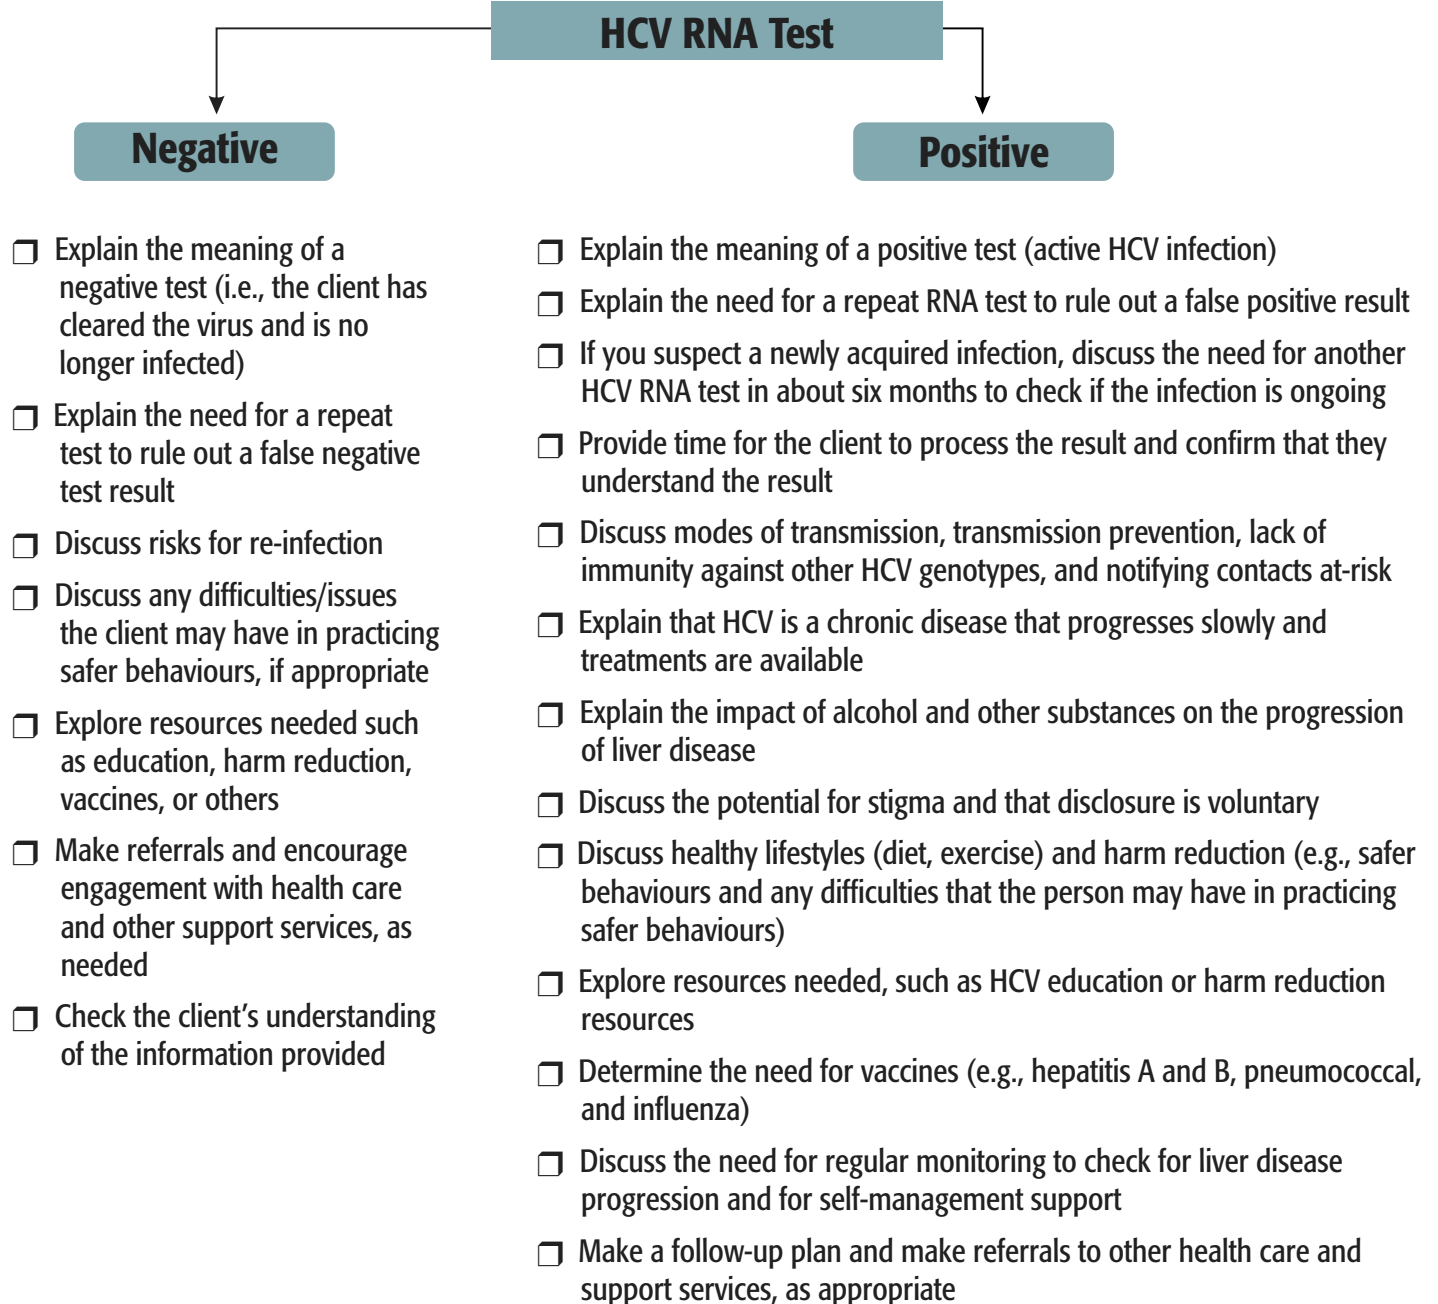 HCV RNA Test
Negative
Explain the meaning of a
negative test (i.e., the client has
cleared the virus and is no
longer infected)
Explain the need for a repeat
test to rule out a false negative
test result
Discuss risks for re-infection
Discuss any difficulties/issues
the client may have in practicing
safer behaviours, if appropriate
Explore resources needed such
as education, harm reduction,
vaccines, or others
Make referrals and encourage
engagement with health care
and other support services, as
needed
Check the client's understanding
of the information provided
Positive
Explain the meaning of a positive test (active HCV infection)
Explain the need for a repeat RNA test to rule out a false positive result
If you suspect a newly acquired infection, discuss the need for another
HCV RNA test in about six months to check if the infection is ongoing
Provide time for the client to process the result and confirm that they
understand the result
Discuss modes of transmission, transmission prevention, lack of
immunity against other HCV genotypes, and notifying contacts at-risk
Explain that HCV is a chronic disease that progresses slowly and
treatments are available
Explain the impact of alcohol and other substances on the progression
of liver disease
Discuss the potential for stigma and that disclosure is voluntary
Discuss healthy lifestyles (diet, exercise) and harm reduction (e.g., safer
behaviours and any difficulties that the person may have in practicing
safer behaviours)
Explore resources needed, such as HCV education or harm reduction
resources
Determine the need for vaccines (e.g., hepatitis A and B, pneumococcal,
and influenza)
Discuss the need for regular monitoring to check for liver disease
progression and for self-management support
Make a follow-up plan and make referrals to other health care and
support services, as appropriate